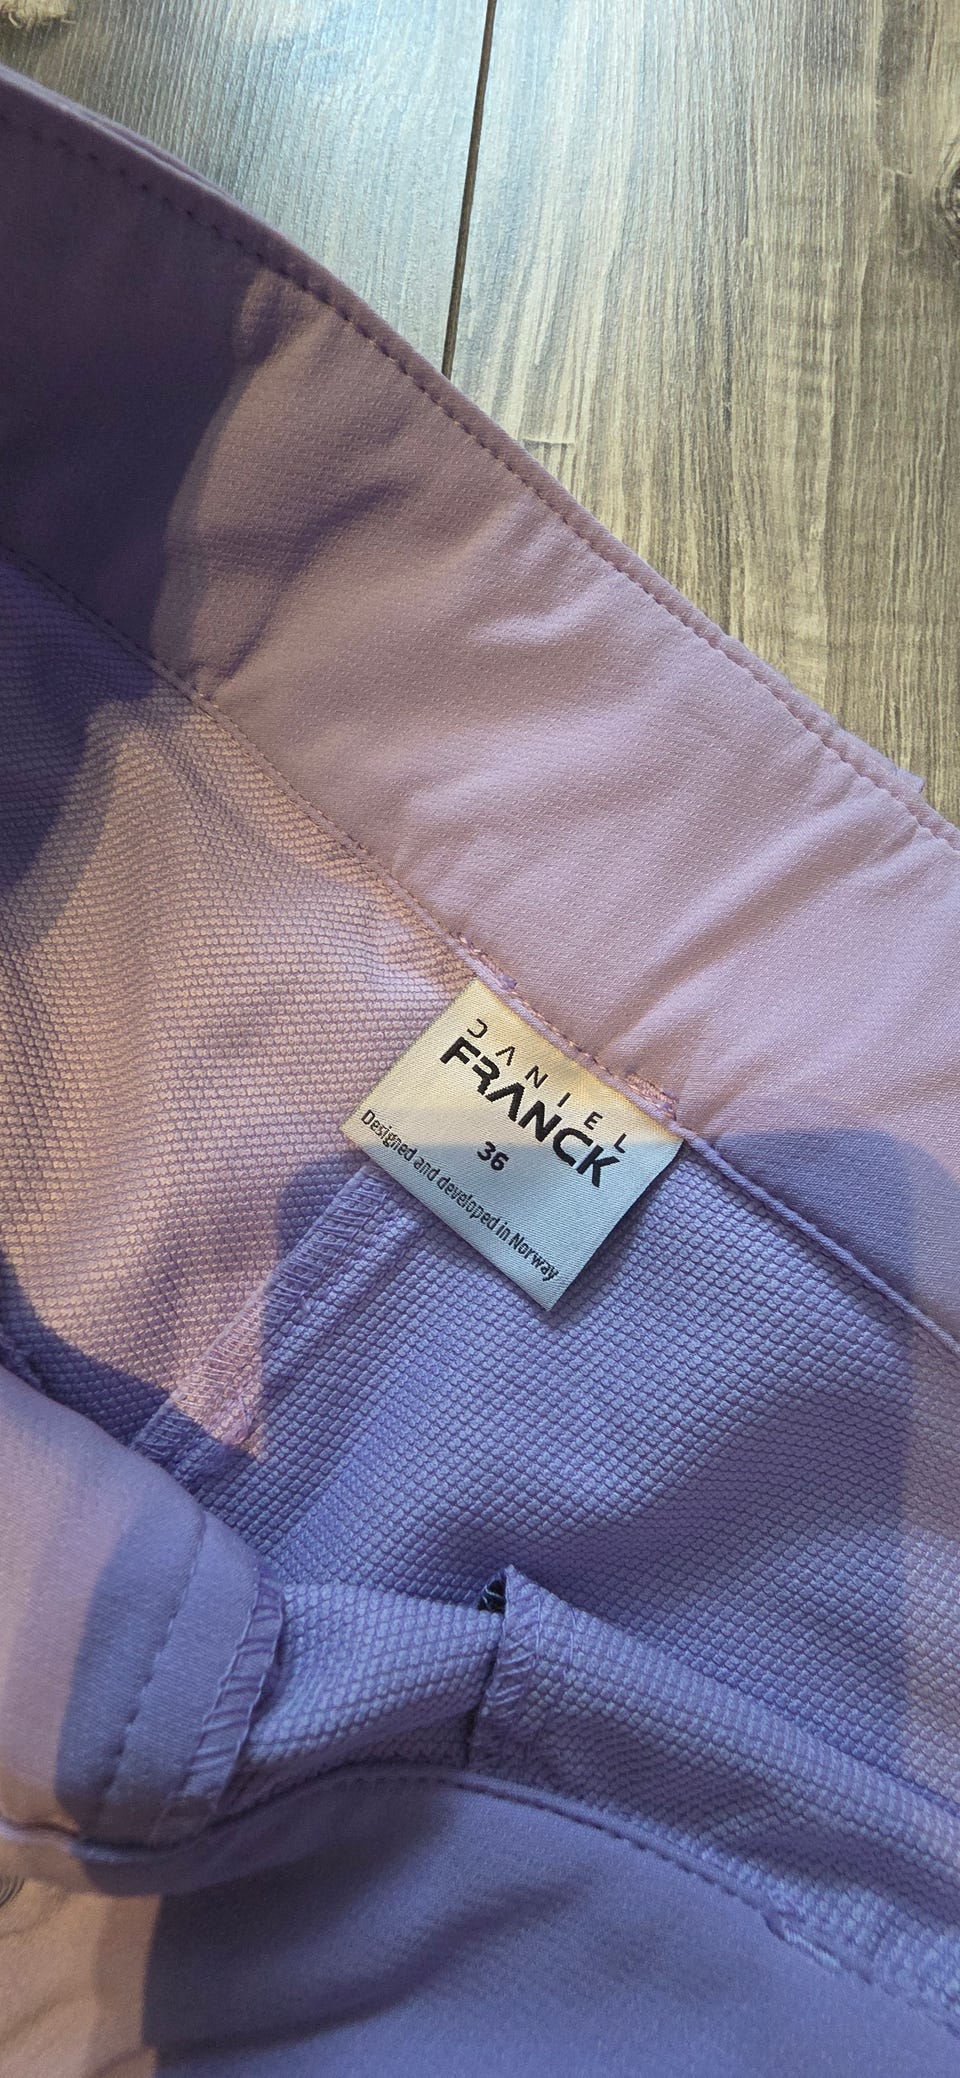 DANIEL
FRANCK
36
Designed and developed in Norway